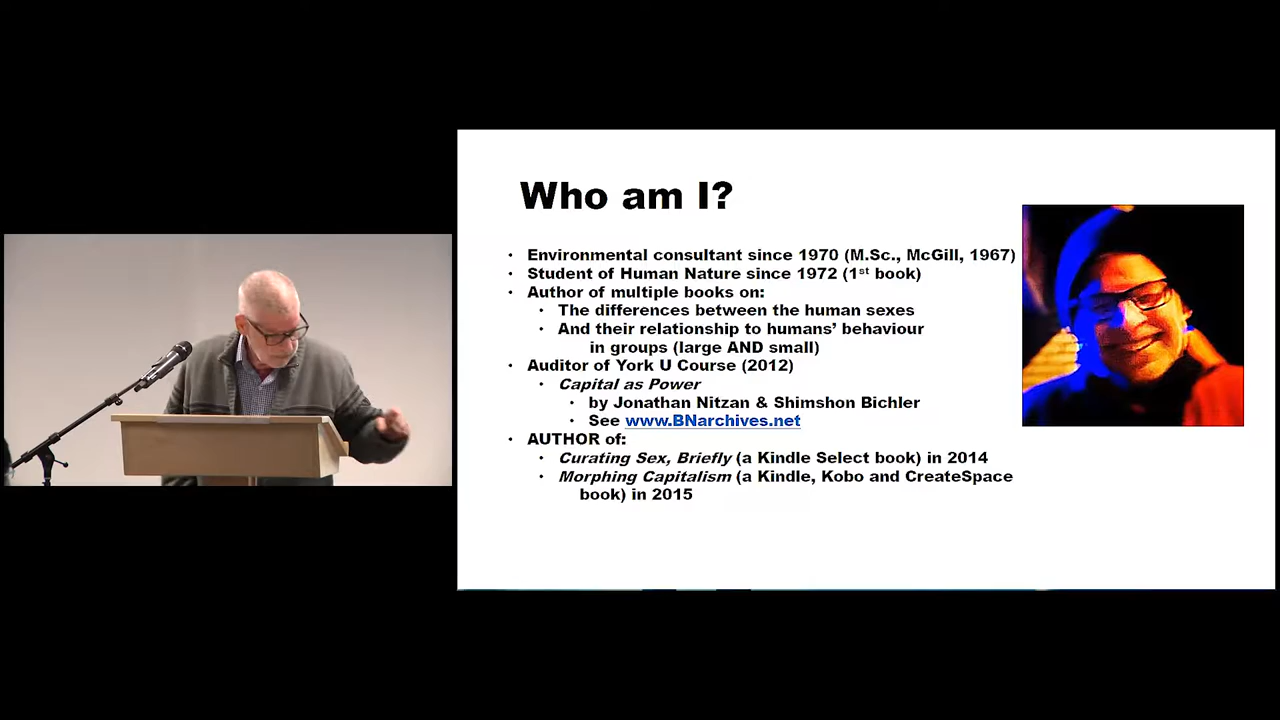 Who am I?
• Environmental consultant since 1970 (M.Sc., McGill, 1967)
• Student of Human Nature since 1972 (1st book)
• Author of multiple books on:
• The differences between the human sexes
• And their relationship to humans’ behaviour
in groups (large AND small)
• Auditor of York U Course (2012)
• Capital as Power
• by Jonathan Nitzan & Shimshon Bichler
• See www.BNarchives.net
• AUTHOR of:
• Curating Sex, Briefly (a Kindle Select book) in 2014
• Morphing Capitalism (a Kindle, Kobo and CreateSpace
book) in 2015